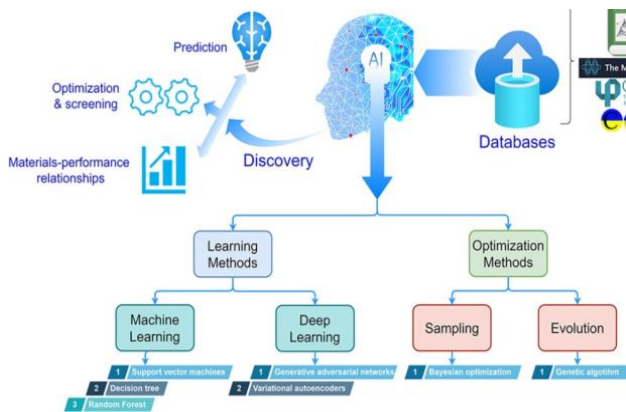 Prediction
Optimization
& screening
Materials-performance
relationships
Discovery
AI
Databases
The M
Learning
Methods
Optimization
Methods
Machine
Learning
Deep
Learning
Sampling
Evolution
1 Support vector machines
2 Decision tree
3 Random Forest
1 Generative adversarial networks
2 Variational autoencoders
1 Bayesian optimization
1 Genetic algotihm